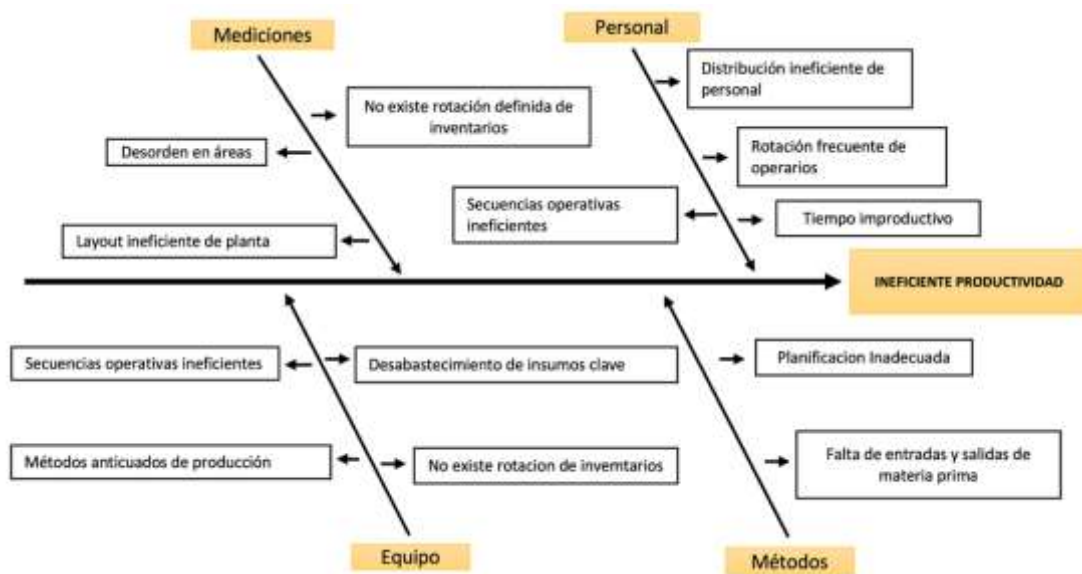 Mediciones
Personal
Distribución ineficiente de
personal
No existe rotación definida de
inventarios
Desorden en áreas
Rotación frecuente de
operarios
Secuencias operativas
ineficientes
Tiempo improductivo
Layout ineficiente de planta
INEFICIENTE PRODUCTIVIDAD
Secuencias operativas ineficientes
Desabastecimiento de insumos clave
Planificacion Inadecuada
Métodos anticuados de producción
No existe rotacion de invemtarios
Falta de entradas y salidas de
materia prima
Equipo
Métodos